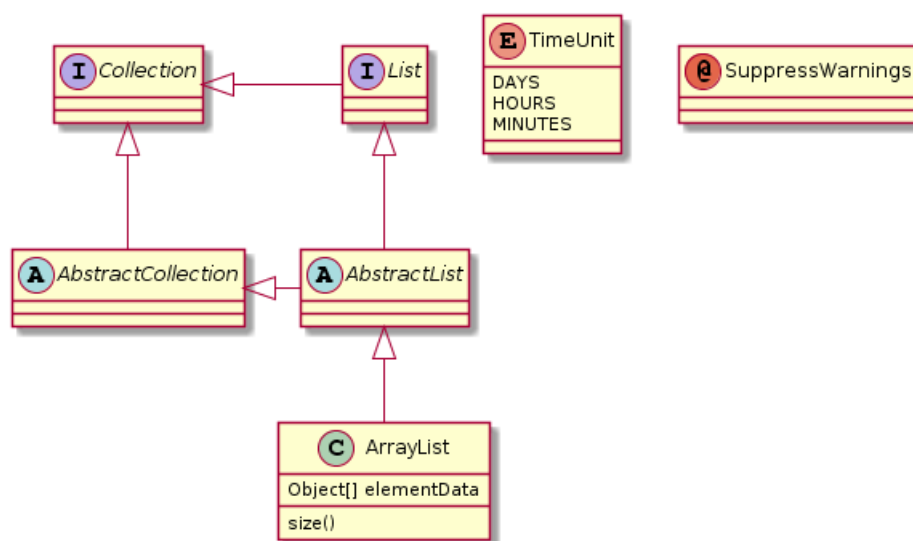 I Collection
I List
E TimeUnit
DAYS
HOURS
MINUTES
@ SuppressWarnings
A AbstractCollection
A AbstractList
C ArrayList
Object[] elementData
size()